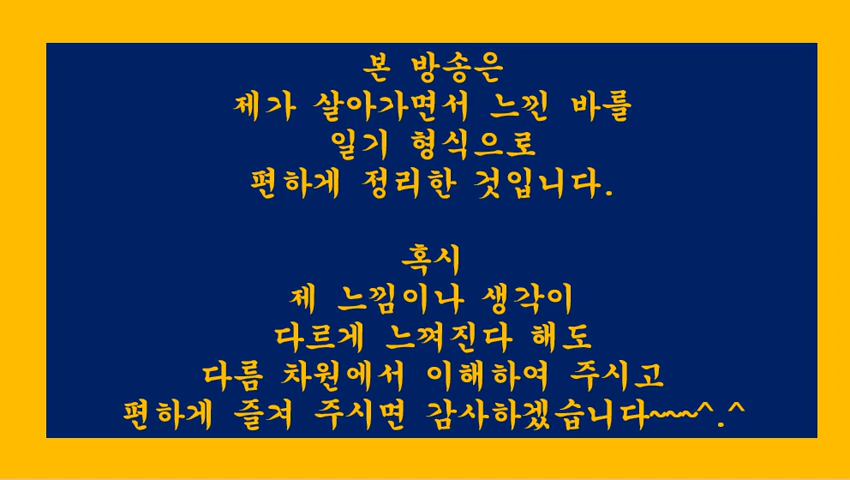 본 방송은
제가 살아가면서 느낀 바를
일기 형식으로
편하게 정리한 것입니다.
혹시
제 느낌이나 생각이
다르게 느껴진다 해도
다름 차원에서 이해하여 주시고
편하게 즐겨 주시면 감사하겠습니다~~~^.^